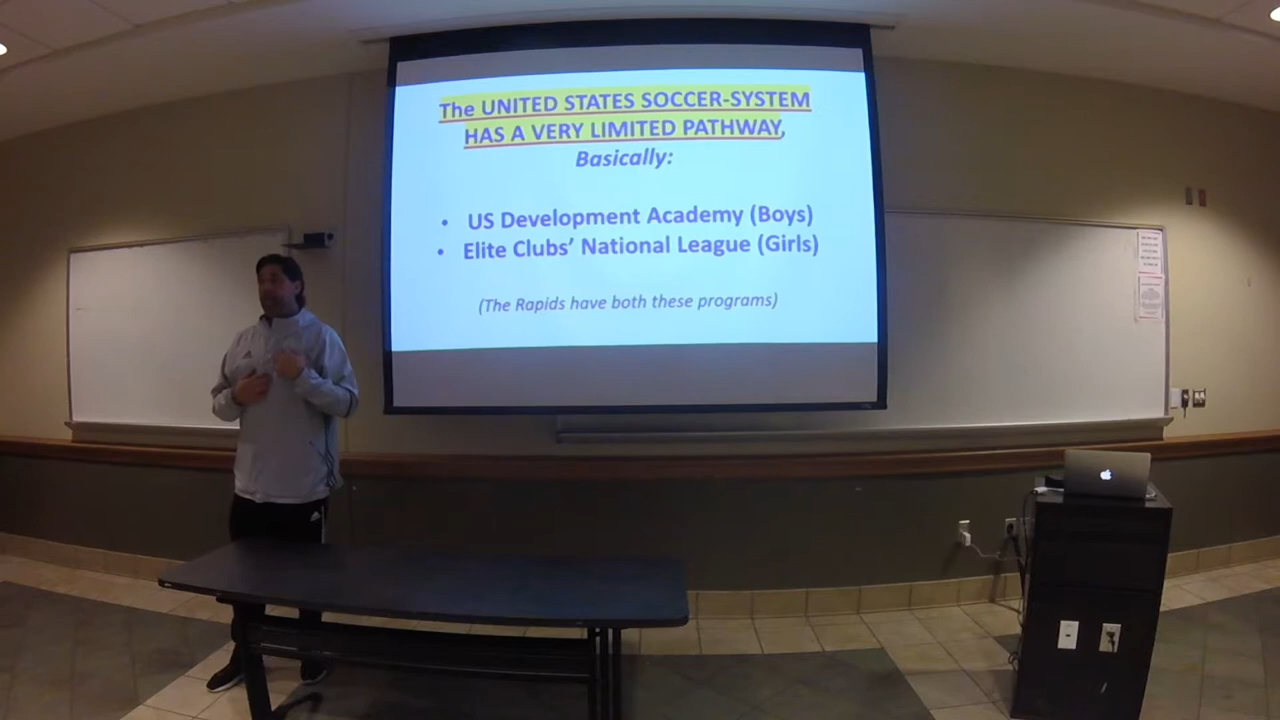 The UNITED STATES SOCCER-SYSTEM
HAS A VERY LIMITED PATHWAY,
Basically:
• US Development Academy (Boys)
• Elite Clubs’ National League (Girls)
(The Rapids have both these programs)